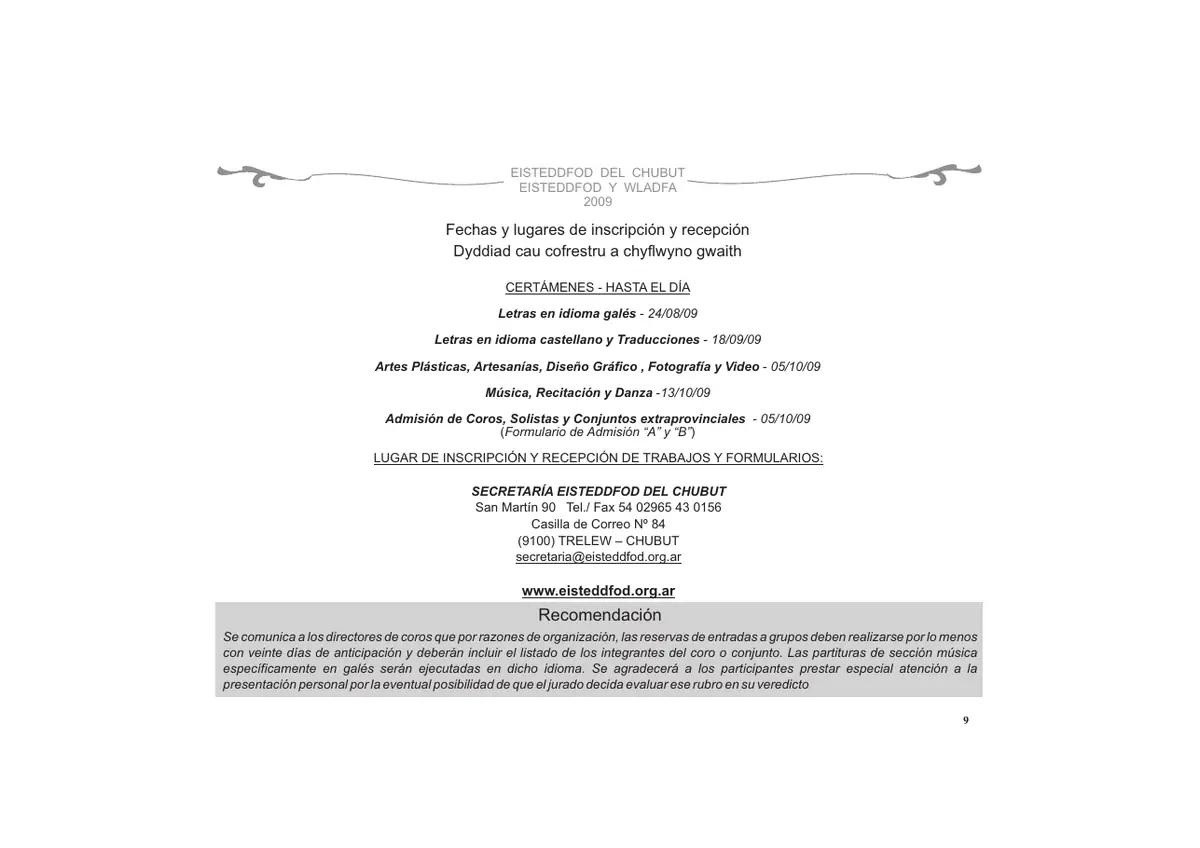 EISTEDDFOD DEL CHUBUT
EISTEDDFOD Y WLADFA
2009
Fechas y lugares de inscripción y recepción
Dyddiad cau cofrestru a chyflwyno gwaith
CERTÁMENES - HASTA EL DÍA
Letras en idioma galés - 24/08/09
Letras en idioma castellano y Traducciones - 18/09/09
Artes Plásticas, Artesanías, Diseño Gráfico , Fotografía y Video - 05/10/09
Música, Recitación y Danza -13/10/09
Admisión de Coros, Solistas y Conjuntos extraprovinciales - 05/10/09
(Formulario de Admisión “A” y “B”)
LUGAR DE INSCRIPCIÓN Y RECEPCIÓN DE TRABAJOS Y FORMULARIOS:
SECRETARÍA EISTEDDFOD DEL CHUBUT
San Martín 90 Tel./ Fax 54 02965 43 0156
Casilla de Correo Nº 84
(9100) TRELEW – CHUBUT
secretaria@eisteddfod.org.ar
www.eisteddfod.org.ar
Recomendación
Se comunica a los directores de coros que por razones de organización, las reservas de entradas a grupos deben realizarse por lo menos
con veinte días de anticipación y deberán incluir el listado de los integrantes del coro o conjunto. Las partituras de sección música
específicamente en galés serán ejecutadas en dicho idioma. Se agradecerá a los participantes prestar especial atención a la
presentación personal por la eventual posibilidad de que el jurado decida evaluar ese rubro en su veredicto
9